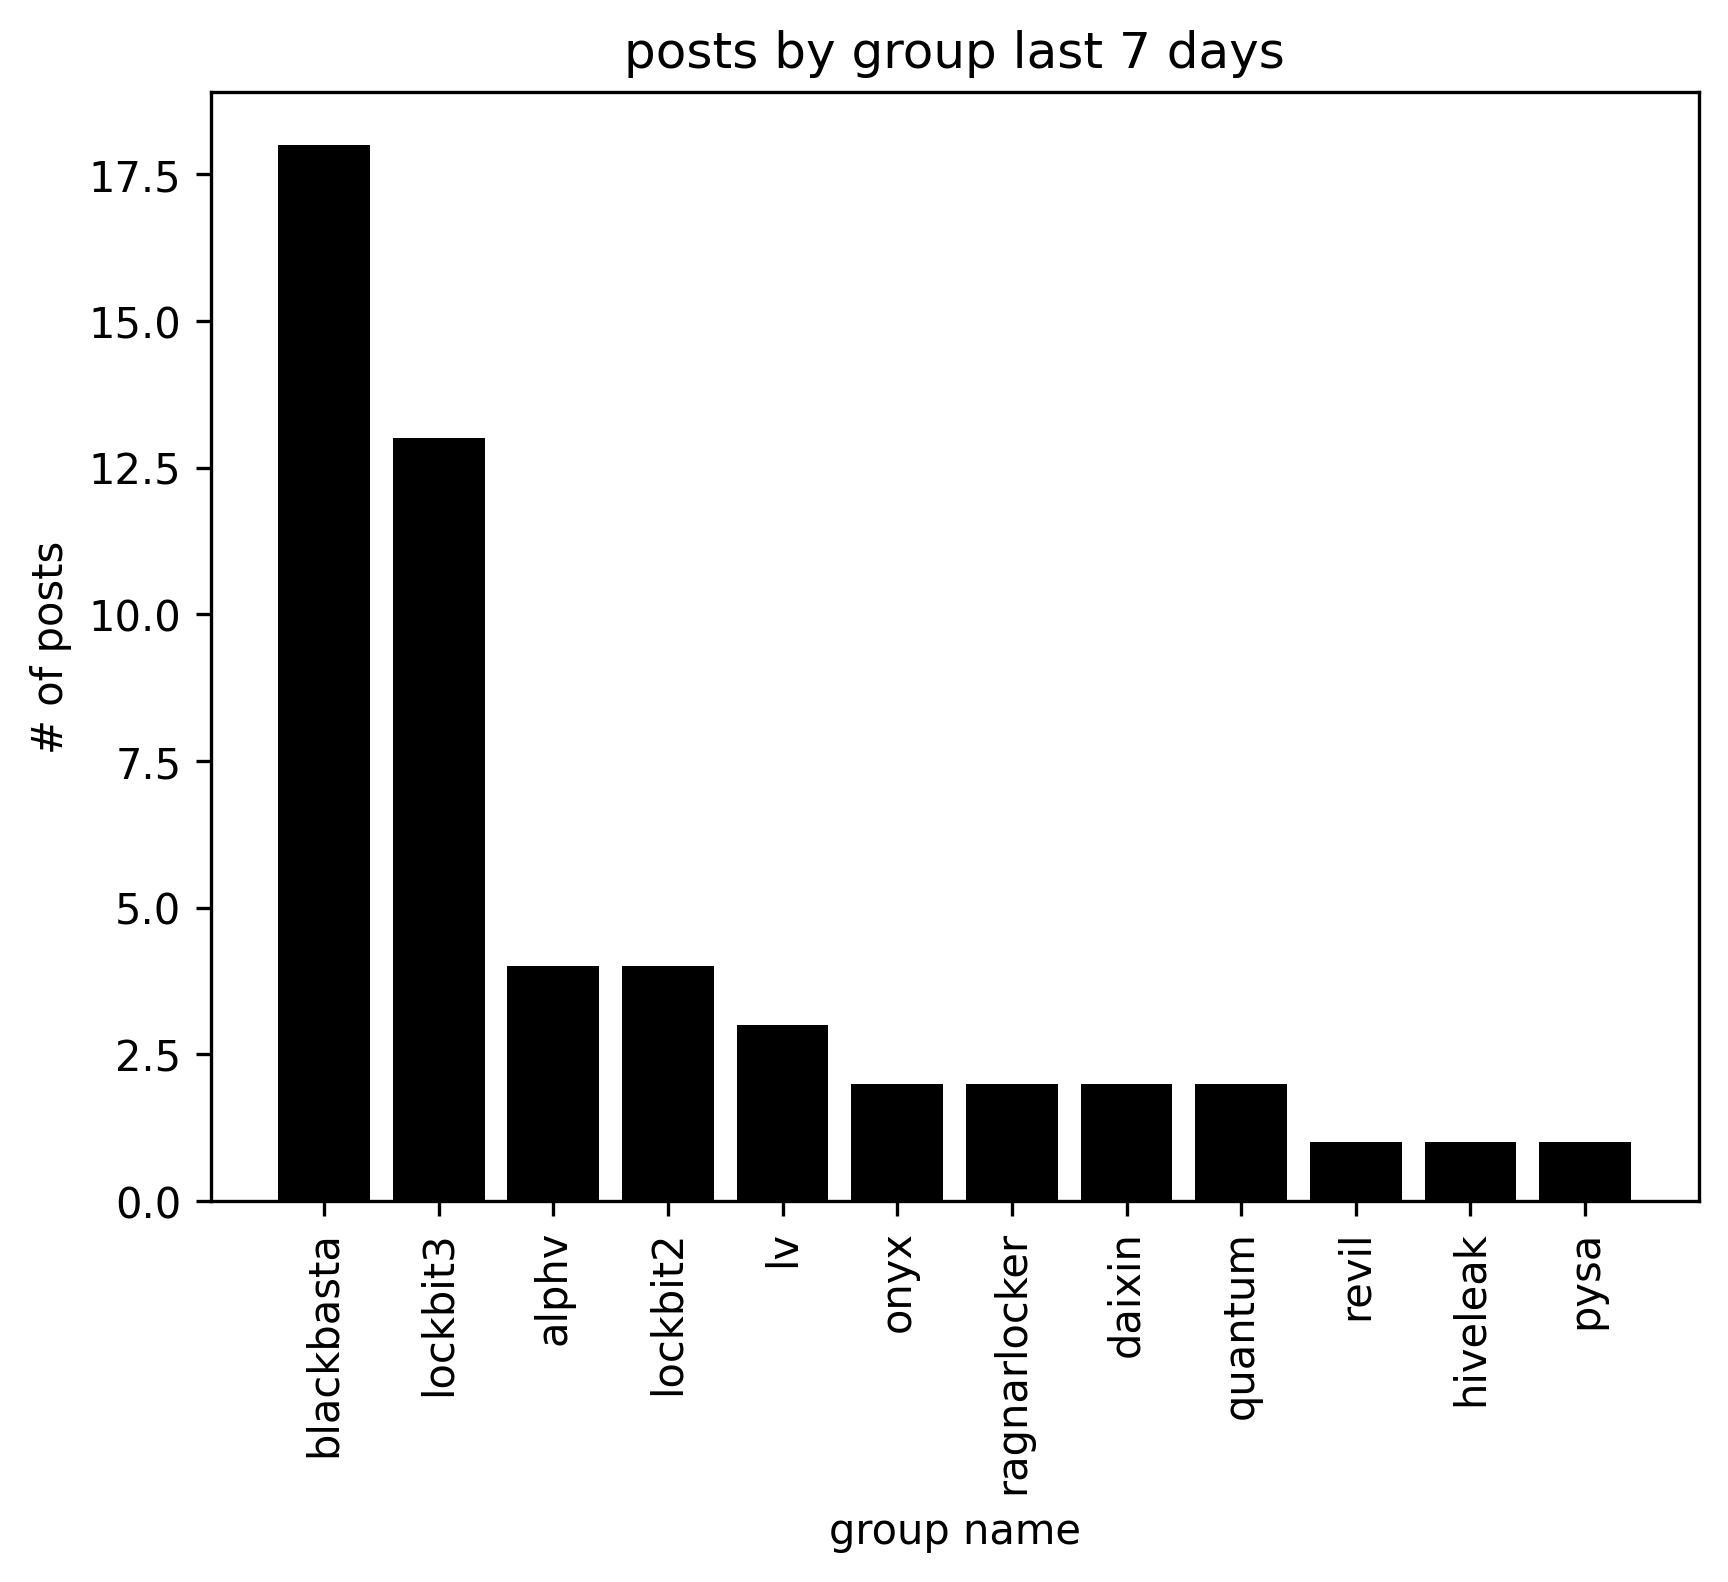 posts by group last 7 days
# of posts
17.5
15.0
12.5
10.0
7.5
5.0
2.5
0.0
blackbasta
lockbit3
alphv
lockbit2
lv
onyx
ragnarlocker
daixin
quantum
revil
hiveleak
pysa
group name